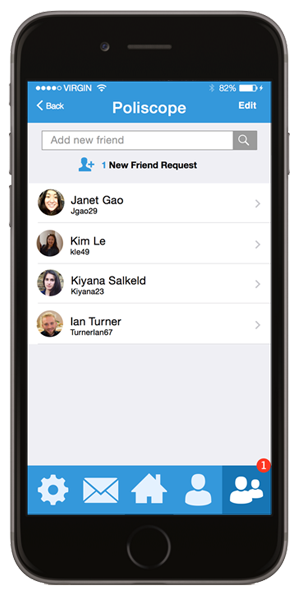 VIRGIN 82%
Back Poliscope Edit
Add new friend
1 New Friend Request
Janet Gao
Jgao29
Kim Le
kle49
Kiyana Salkeld
Kiyana23
Ian Turner
TurnerIan67
1